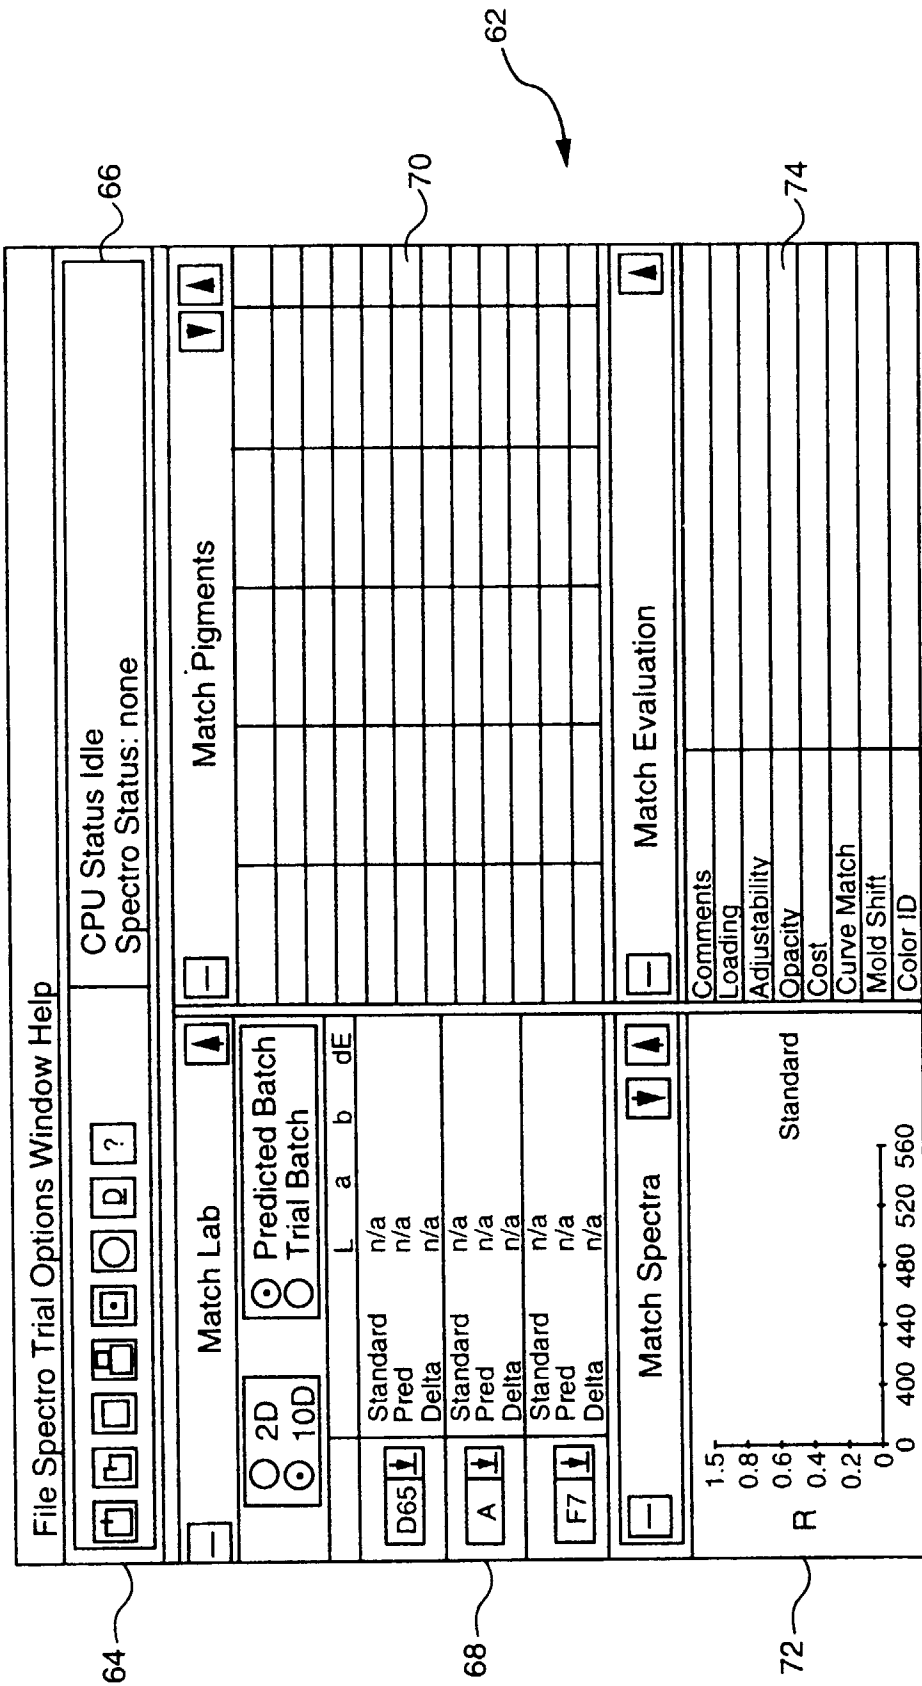 62
File Spectro Trial Options Window Help
64
?
CPU Status Idle
Spectro Status: none
66
Match Lab
2D
10D
Predicted Batch
Trial Batch
L a b dE
D65
Standard n/a
Pred n/a
Delta n/a
A
Standard n/a
Pred n/a
Delta n/a
F7
Standard n/a
Pred n/a
Delta n/a
68
Match Pigments
70
Match Spectra
R
1.5
0.8
0.6
0.4
0.2
0
0 400 440 480 520 560
Standard
72
Match Evaluation
Comments
Loading
Adjustability
Opacity
Cost
Curve Match
Mold Shift
Color ID
74